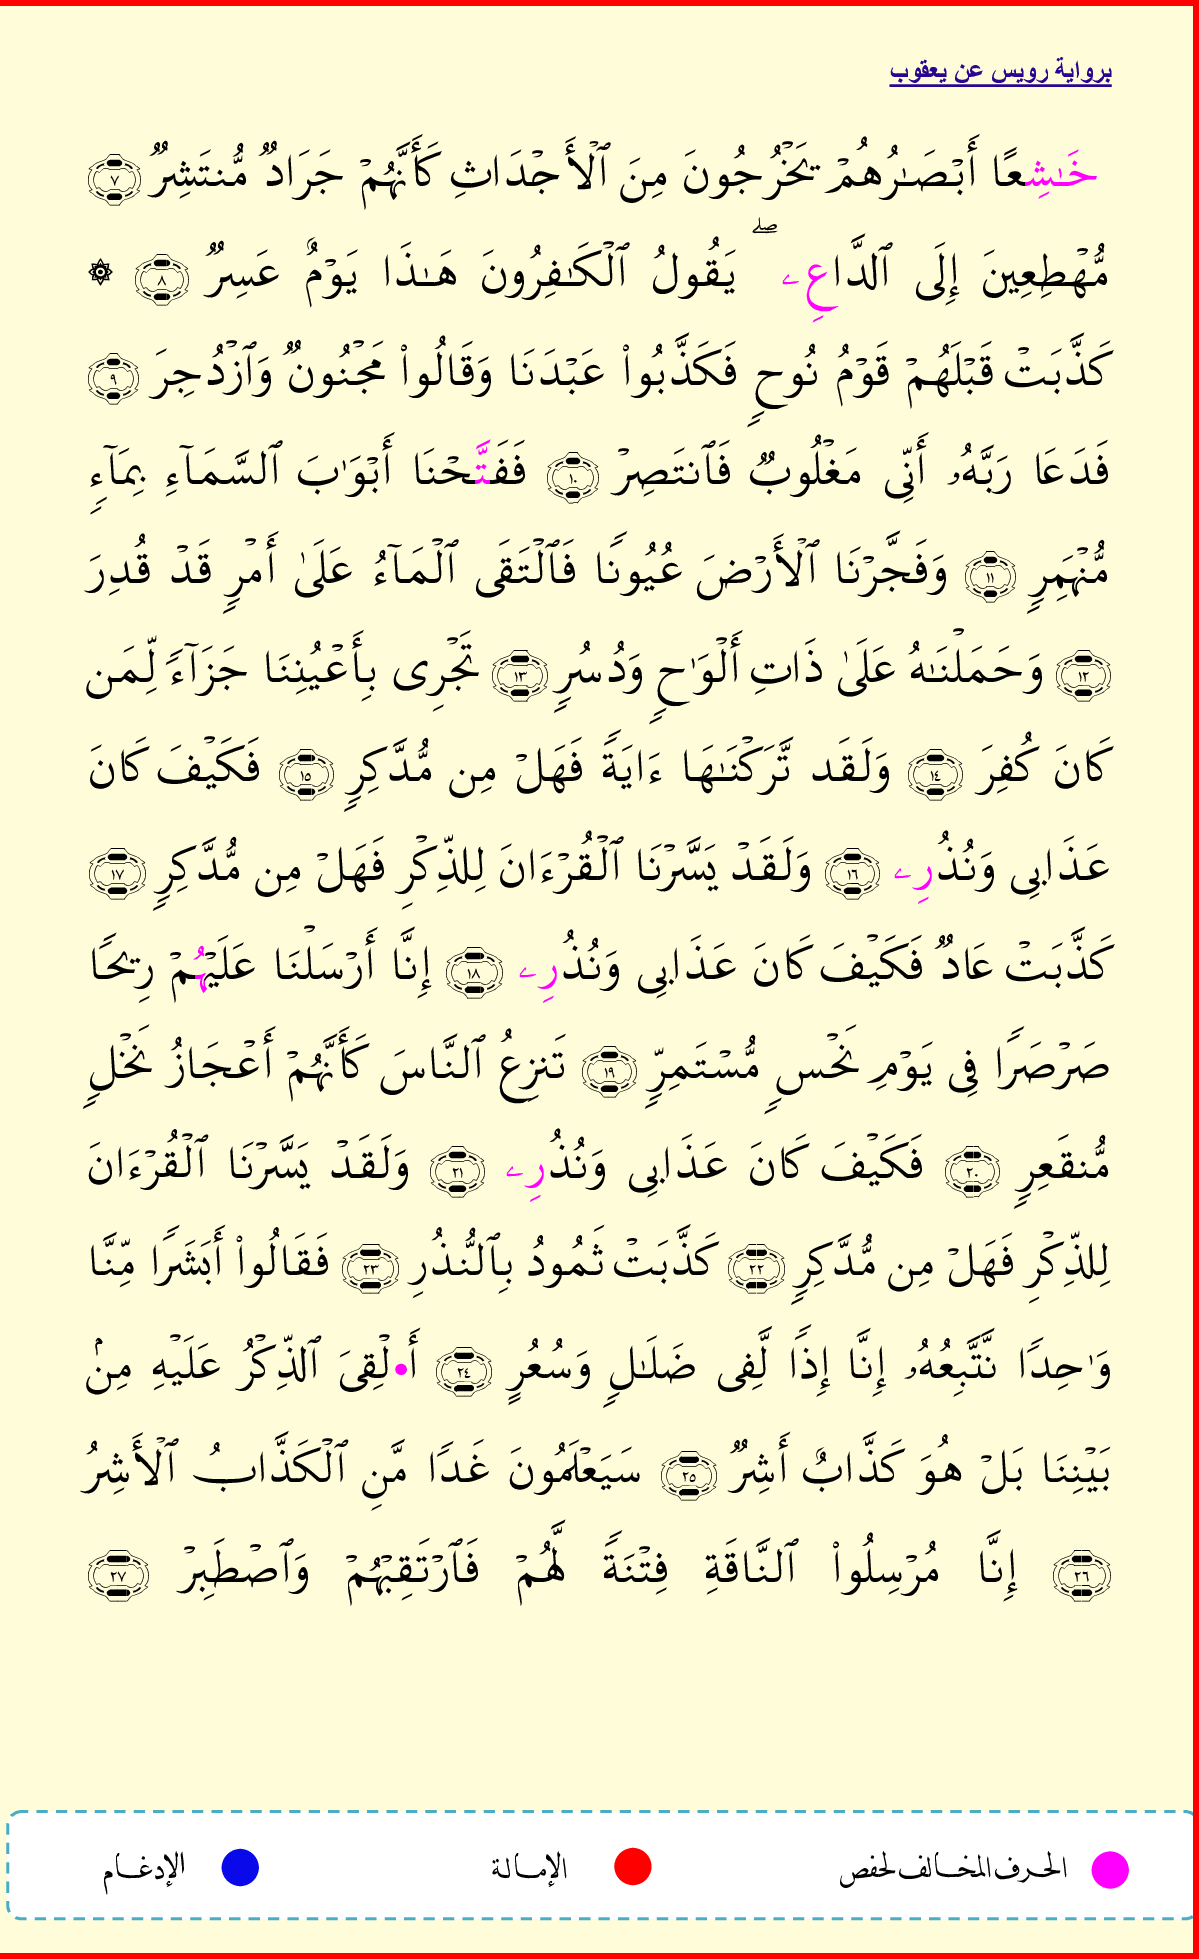 برواية رويس عن يعقوب
خَـٰشِعًا أَبۡصَـٰرُهُمۡ يَخۡرُجُونَ مِنَ ٱلۡأَجۡدَاثِ كَأَنَّهُمۡ جَرَادٞ مُّنتَشِرٞ ٧
مُّهۡطِعِينَ إِلَى ٱلدَّاعِۦۖ يَقُولُ ٱلۡكَـٰفِرُونَ هَـٰذَا يَوۡمٌ عَسِرٞ ٨ ۞
كَذَّبَتۡ قَبۡلَهُمۡ قَوۡمُ نُوحٖ فَكَذَّبُوا۟ عَبۡدَنَا وَقَالُوا۟ مَجۡنُونٞ وَٱزۡدُجِرَ ٩
فَدَعَا رَبَّهُۥ أَنِّى مَغۡلُوبٞ فَٱنتَصِرۡ ١٠ فَفَتَّحۡنَا أَبۡوَٰبَ ٱلسَّمَآءِ بِمَآءٖ
مُّنۡهَمِرٖ ١١ وَفَجَّرۡنَا ٱلۡأَرۡضَ عُيُونٗا فَٱلۡتَقَى ٱلۡمَآءُ عَلَىٰ أَمۡرٖ قَدۡ قُدِرَ
١٢ وَحَمَلۡنَـٰهُ عَلَىٰ ذَاتِ أَلۡوَٰحٖ وَدُسُرٖ ١٣ تَجۡرِى بِأَعۡيُنِنَا جَزَآءٗ لِّمَن
كَانَ كُفِرَ ١٤ وَلَقَد تَّرَكۡنَـٰهَا ءَايَةٗ فَهَلۡ مِن مُّدَّكِرٖ ١٥ فَكَيۡفَ كَانَ
عَذَابِى وَنُذُرِۦ ١٦ وَلَقَدۡ يَسَّرۡنَا ٱلۡقُرۡءَانَ لِلذِّكۡرِ فَهَلۡ مِن مُّدَّكِرٖ ١٧
كَذَّبَتۡ عَادٞ فَكَيۡفَ كَانَ عَذَابِى وَنُذُرِۦ ١٨ إِنَّا أَرۡسَلۡنَا عَلَيۡهُمۡ رِيحٗا
صَرۡصَرٗا فِى يَوۡمِ نَحۡسٖ مُّسۡتَمِرّٖ ١٩ تَنزِعُ ٱلنَّاسَ كَأَنَّهُمۡ أَعۡجَازُ نَخۡلٖ
مُّنقَعِرٖ ٢٠ فَكَيۡفَ كَانَ عَذَابِى وَنُذُرِۦ ٢١ وَلَقَدۡ يَسَّرۡنَا ٱلۡقُرۡءَانَ
لِلذِّكۡرِ فَهَلۡ مِن مُّدَّكِرٖ ٢٢ كَذَّبَتۡ ثَمُودُ بِٱلنُّذُرِ ٢٣ فَقَالُوا۟ أَبَشَرٗا مِّنَّا
وَٰحِدٗا نَّتَّبِعُهُۥ إِنَّا إِذٗا لَّفِى ضَلَـٰلٖ وَسُعُرٍ ٢٤ أَ•لۡقِىَ ٱلذِّكۡرُ عَلَيۡهِ مِنۢ
بَيۡنِنَا بَلۡ هُوَ كَذَّابٌ أَشِرٞ ٢٥ سَيَعۡلَمُونَ غَدٗا مَّنِ ٱلۡكَذَّابُ ٱلۡأَشِرُ
٢٦ إِنَّا مُرۡسِلُوا۟ ٱلنَّاقَةِ فِتۡنَةٗ لَّهُمۡ فَٱرۡتَقِبۡهُمۡ وَٱصۡطَبِرۡ ٢٧
الحرف المخالف لحفص الإمالة الإدغام